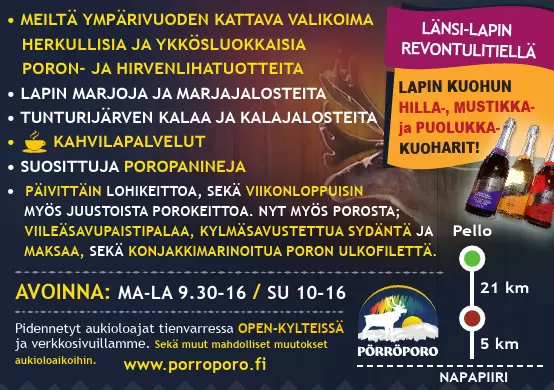 • MEILTÄ YMPÄRIVUODEN KATTAVA VALIKOIMA
HERKULLISIA JA YKKÖSLUOKKAISIA
PORON- JA HIRVENLIHATUOTTEITA
• LAPIN MARJOJA JA MARJAJALOSTEITA
• TUNTURIJÄRVEN KALAA JA KALAJALOSTEITA
• KAHVILAPALVELUT
• SUOSITTUJA POROPANINEJA
• PÄIVITTÄIN LOHIKEITTOA, SEKÄ VIIKONLOPPUISIN
MYÖS JUUSTOISTA POROKEITTOA. NYT MYÖS POROSTA;
VIILEÄSAVUPAISTIPALAA, KYLMÄSAVUSTETTUA SYDÄNTÄ JA
MAKSAA, SEKÄ KONJAKKIMARINOITUA PORON ULKOFILETTÄ.
AVOINNA: MA-LA 9.30-16 / SU 10-16
Pidennetyt aukioloajat tienvarressa OPEN-KYLTEISSÄ
ja verkkosivuillamme. Sekä muut mahdolliset muutokset
aukioloaikoihin.
www.porroporo.fi
LÄNSI-LAPIN
REVONTULITIELLÄ
LAPIN KUOHUN
HILLA-, MUSTIKKA-
ja PUOLUKKA-
KUOHARIT!
PÖRRÖPORO
Pello
21 km
5 km
NAPAPIIRI